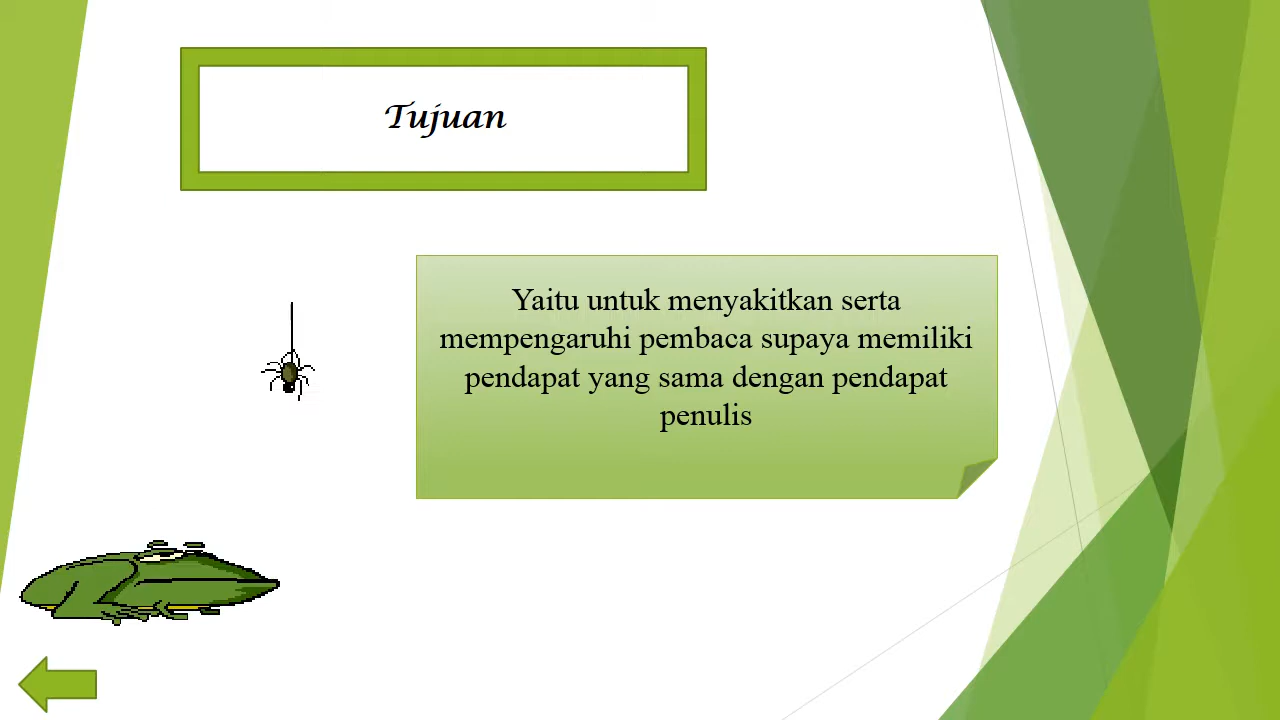 Tujuan
Yaitu untuk menyakitkan serta
mempengaruhi pembaca supaya memiliki
pendapat yang sama dengan pendapat
penulis